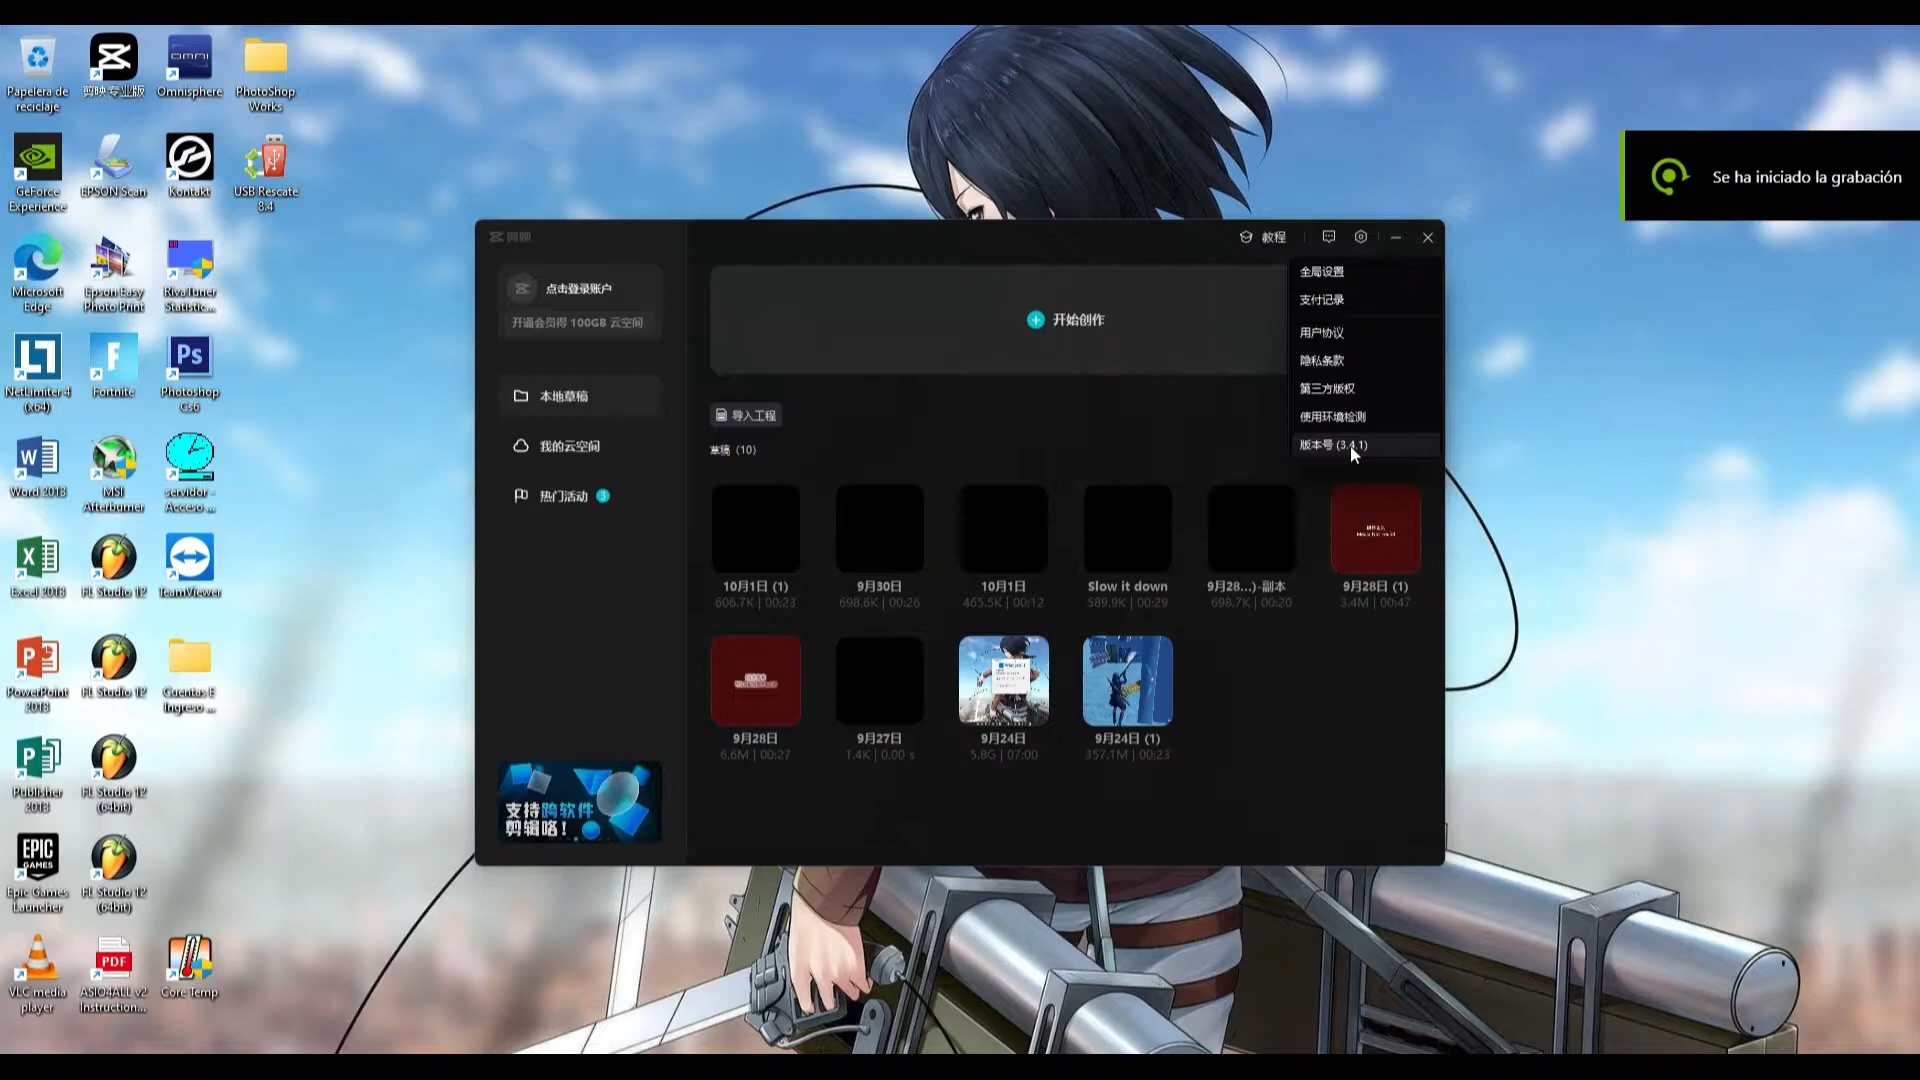 Papelera de
reciclaje
剪映专业版
Omnisphere
PhotoShop
Works
GeForce
Experience
EPSON Scan
Kontakt
USB Rescate
8.4
Microsoft
Edge
Epson Easy
Photo Print
RivaTuner
Statistic...
NetLimiter 4
(x64)
Fortnite
Ps
Photoshop
Cs6
Word 2013
MSI
Afterburner
servidor -
Acceso ...
Excel 2013
FL Studio 12
TeamViewer
PowerPoint
2013
FL Studio 12
Cuentas E
Ingreso ...
Publisher
2013
FL Studio 12
(64bit)
EPIC
GAMES
Epic Games
Launcher
FL Studio 12
(64bit)
VLC media
player
PDF
ASIO4ALL v2
Instruction...
Core Temp
Se ha iniciado la grabación
剪映
教程
点击登录账户
开通会员得 100GB 云空间
本地草稿
我的云空间
热门活动 3
支持跨软件
剪辑咯!
开始创作
导入工程
草稿 (10)
全局设置
支付记录
用户协议
隐私条款
第三方版权
使用环境检测
版本号 (3.4.1)
10月1日 (1)
606.7K | 00:23
9月30日
698.6K | 00:26
10月1日
465.5K | 00:12
Slow it down
589.9K | 00:29
9月28...)-副本
698.7K | 00:20
9月28日 (1)
3.4M | 00:47
9月28日
6.6M | 00:27
9月27日
1.4K | 0.00 s
9月24日
5.8G | 07:00
9月24日 (1)
357.1M | 00:23